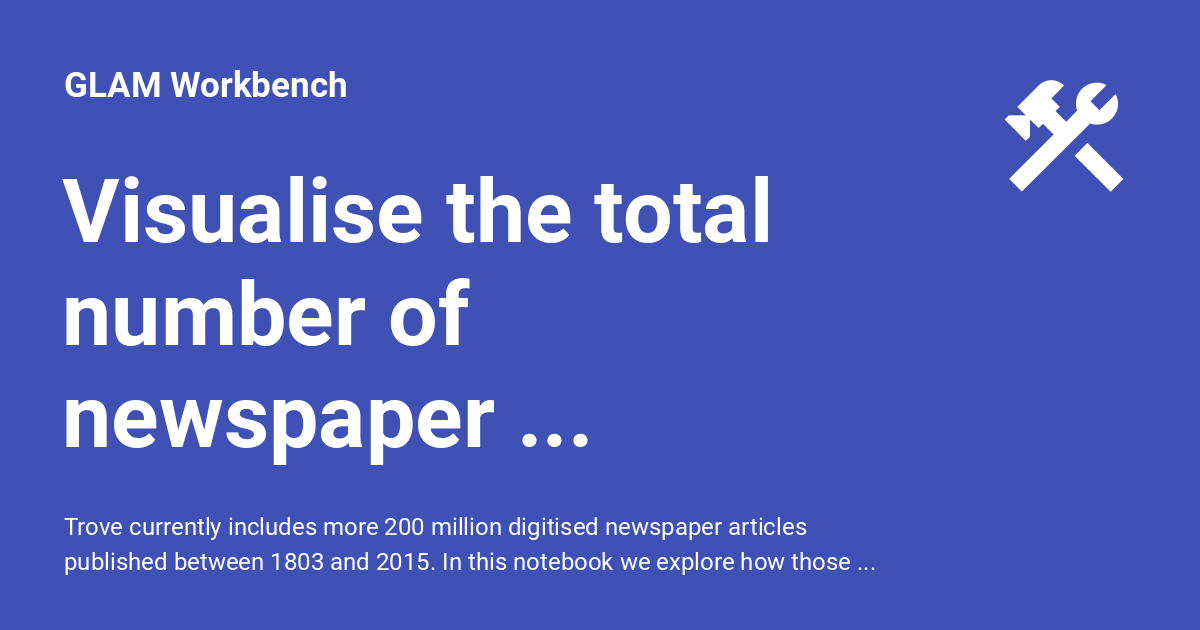 GLAM Workbench
Visualise the total
number of
newspaper ...
Trove currently includes more 200 million digitised newspaper articles
published between 1803 and 2015. In this notebook we explore how those ...